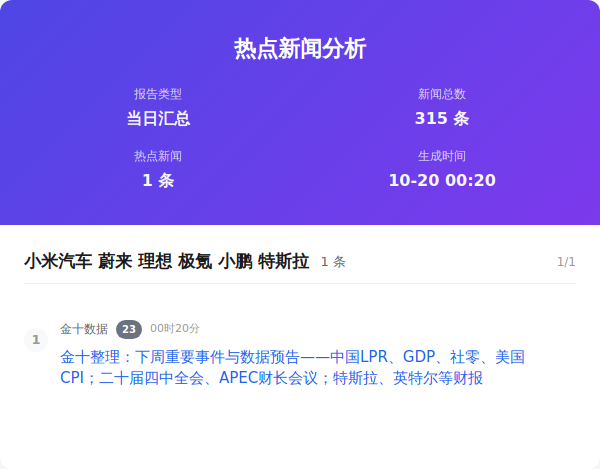 热点新闻分析
报告类型
当日汇总
新闻总数
315 条
热点新闻
1 条
生成时间
10-20 00:20
小米汽车 蔚来 理想 极氪 小鹏 特斯拉 1 条 1/1
1 金十数据 23 00时20分
金十整理：下周重要事件与数据预告——中国LPR、GDP、社零、美国
CPI；二十届四中全会、APEC财长会议；特斯拉、英特尔等财报